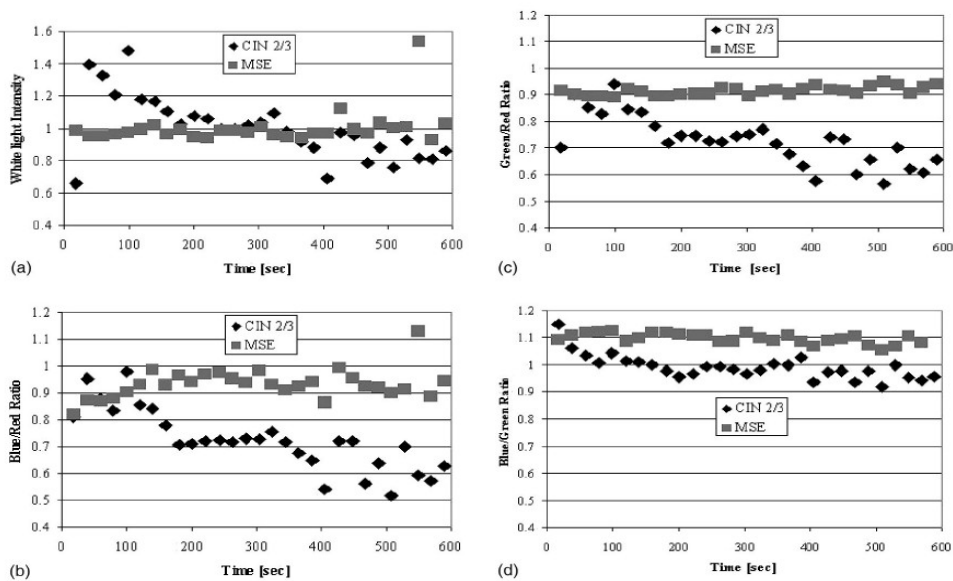 1.6
1.4
1.2
1
0.8
0.6
0.4
White light Intensity
CIN 2/3
MSE
0 100 200 300 400 500 600
Time [sec]
(a)
1.3
1.2
1.1
1
0.9
0.8
0.7
0.6
0.5
0.4
Blue/Red Ratio
CIN 2/3
MSE
0 100 200 300 400 500 600
Time [sec]
(b)
1.2
1.1
1
0.9
0.8
0.7
0.6
0.5
0.4
Green/Red Ratio
CIN 2/3
MSE
0 100 200 300 400 500 600
Time [sec]
(c)
1.2
1.1
1
0.9
0.8
0.7
0.6
0.5
0.4
Blue/Green Ratio
CIN 2/3
MSE
0 100 200 300 400 500 600
Time [sec]
(d)